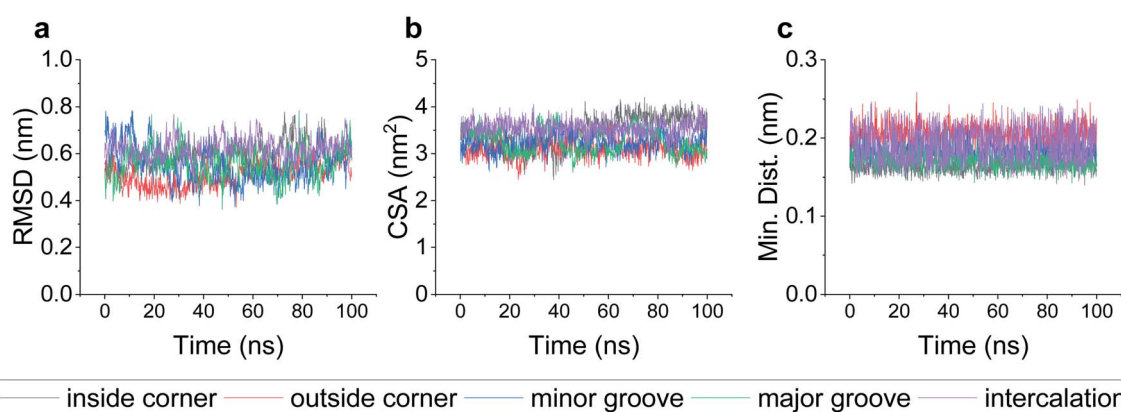 a
b
c
1.0
0.8
0.6
0.4
0.2
0.0
RMSD (nm)
0 20 40 60 80 100
Time (ns)
5
4
3
2
1
0
CSA (nm²)
0 20 40 60 80 100
Time (ns)
0.3
0.2
0.1
0.0
Min. Dist. (nm)
0 20 40 60 80 100
Time (ns)
inside corner outside corner minor groove major groove intercalation